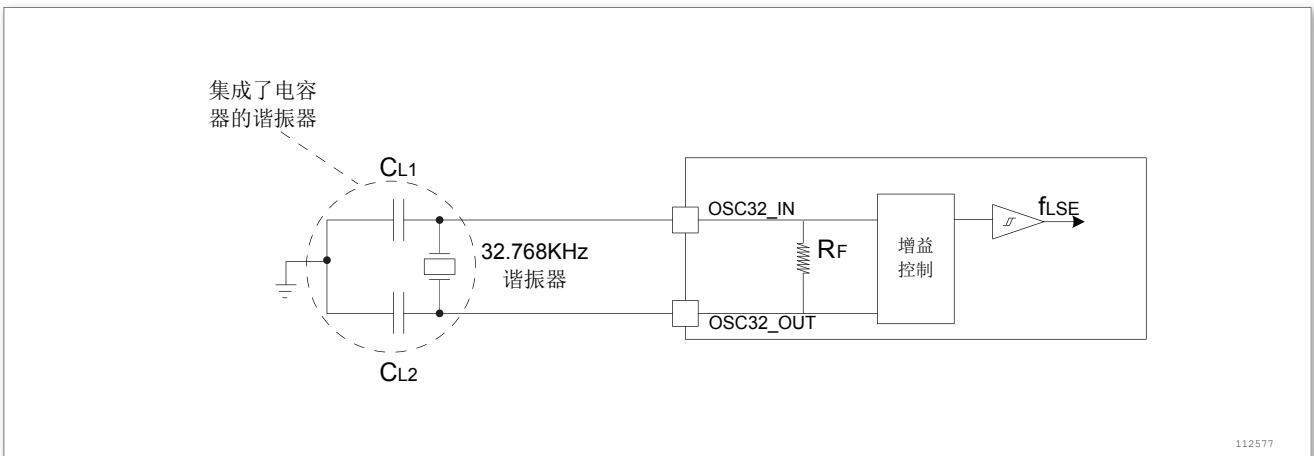 集成了电容
器的谐振器
CL1
OSC32_IN
fLSE
32.768KHz
谐振器
RF
增益
控制
OSC32_OUT
CL2
112577